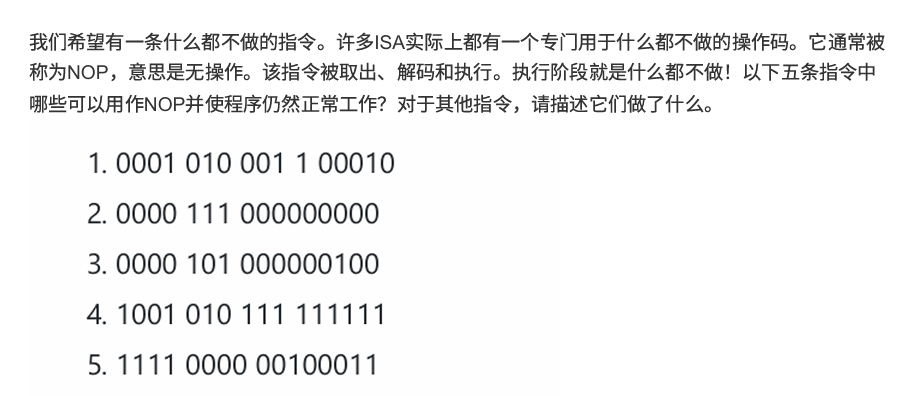 我们希望有一条什么都不做的指令。许多ISA实际上都有一个专门用于什么都不做的操作码。它通常被
称为NOP，意思是无操作。该指令被取出、解码和执行。执行阶段就是什么都不做！以下五条指令中
哪些可以用作NOP并使程序仍然正常工作？对于其他指令，请描述它们做了什么。
1. 0001 010 001 1 00010
2. 0000 111 000000000
3. 0000 101 000000100
4. 1001 010 111 111111
5. 1111 0000 00100011